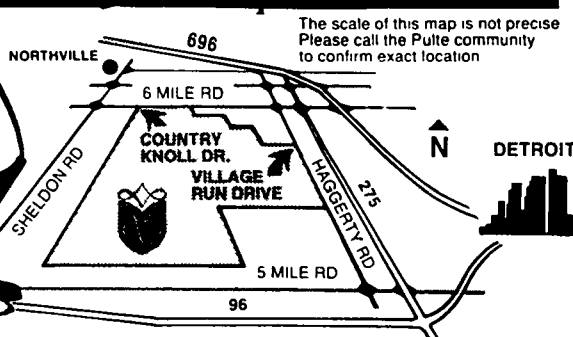 The scale of this map is not precise
Please call the Pulte community
to confirm exact location
696
NORTHVILLE
6 MILE RD
COUNTRY
KNOLL DR.
VILLAGE
RUN DRIVE
N
DETROIT
SHELDON RD
HAGGERTY RD
275
5 MILE RD
96